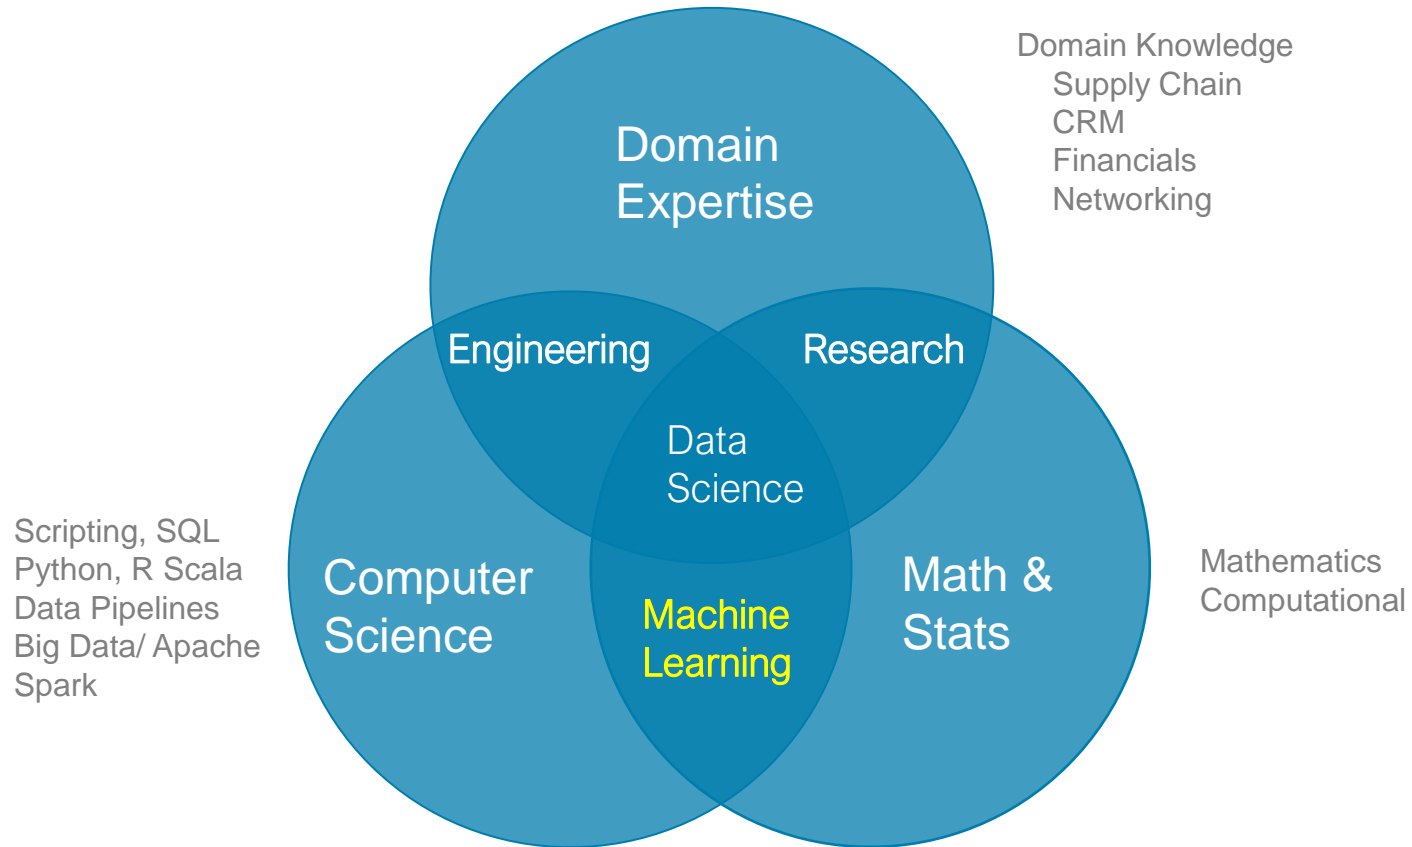 Domain Knowledge
Supply Chain
CRM
Financials
Networking
Domain
Expertise
Engineering
Research
Data
Science
Scripting, SQL
Python, R Scala
Data Pipelines
Big Data/ Apache
Spark
Computer
Science
Machine
Learning
Math &
Stats
Mathematics
Computational